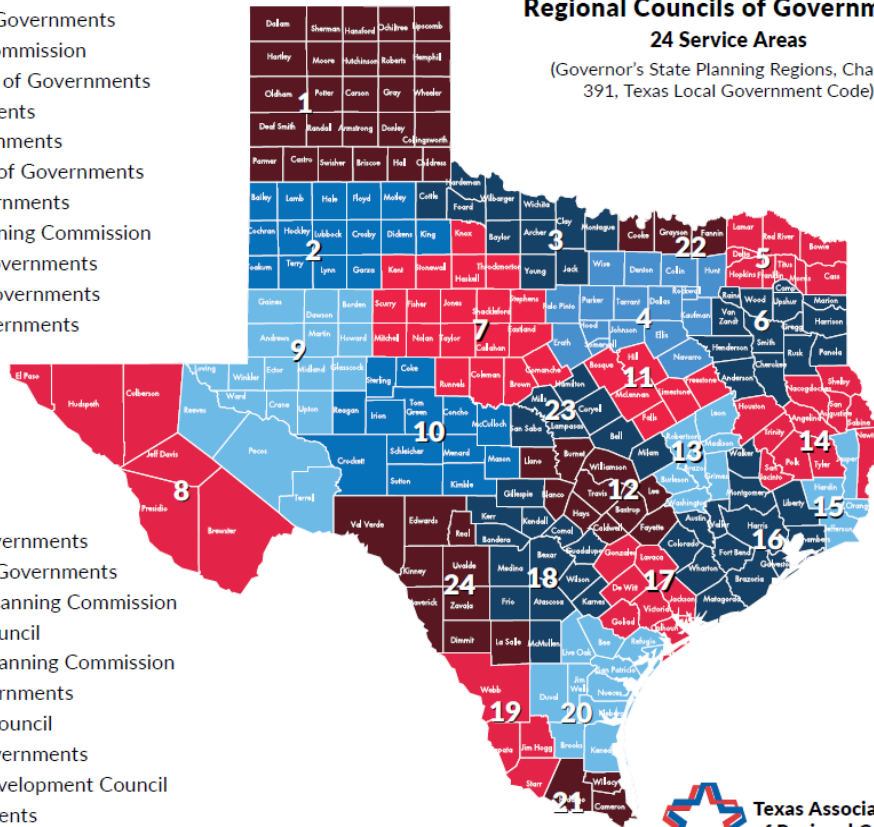 Governments
ommission
of Governments
ents
nments
of Governments
rnments
ning Commission
overnments
overnments
ernments
Regional Councils of Governm
24 Service Areas
(Governor's State Planning Regions, Cha
391, Texas Local Government Code)
Dallam Sherman Hansford Ochiltree Lipscomb
Hartley Moore Hutchinson Roberts Hemphill
Oldham Potter Carson Gray Wheeler
1
Deaf Smith Randall Armstrong Donley Collingsworth
Parmer Castro Swisher Briscoe Hall Childress
Bailey Lamb Hale Floyd Motley Cottle Foard Hardeman Wilbarger Wichita Clay Montague Cooke Grayson Fannin Lamar Red River Bowie
Cochran Hockley Lubbock Crosby Dickens King Knox Baylor Archer Delta
2 3 22 5
Yoakum Terry Lynn Garza Kent Stonewall Haskell Throckmorton Young Jack Wise Denton Collin Hunt Hopkins Franklin Titus Morris Cass
Camp Rockwall Rains Wood Upshur Marion
Gaines Dawson Borden Scurry Fisher Jones Shackelford Stephens Palo Pinto Parker Tarrant Dallas Kaufman Van Zandt Gregg Harrison
7 4 6
Andrews Martin Howard Mitchell Nolan Taylor Callahan Eastland Erath Hood Somervell Johnson Ellis Henderson Smith Rusk Panola
9
Navarro Cherokee
El Paso Hudspeth Culberson Loving Winkler Ector Midland Glasscock Sterling Coke Runnels Coleman Brown Comanche Hamilton Bosque Hill Freestone Anderson Shelby
11
Nacogdoches
Reeves Ward Crane Upton Reagan Irion Tom Green Concho McCulloch San Saba Mills Lampasas Coryell McLennan Limestone Falls Leon Houston Angelina San Augustine Sabine
23 10 14
Jeff Davis Pecos Crockett Schleicher Menard Mason Llano Burnet Bell Milam Robertson Madison Walker Trinity Polk Tyler Jasper Newt
13
San Jacinto Hardin Orang
8
Sutton Kimble Williamson Burleson Brazo Grimes Montgomery Liberty Jefferson
12 15
Presidio Brewster Terrell Val Verde Edwards Real Kerr Gillespie Blanco Travis Hays Bastrop Lee Washington Austin Waller Harris
Kendall Bandera Comal Caldwell Fayette Colorado Fort Bend Galveston
16
Kinney Uvalde Medina Bexar Guadalupe Gonzales Lavaca Wharton Brazoria
24 18 17
Maverick Zavala Frio Atascosa Wilson Karnes De Witt Victoria Jackson Matagorda
Dimmit La Salle McMullen Live Oak Bee Goliad Refugio Calhoun
Webb Duval Jim Wells San Patricio Nueces Kleberg
19 20
Zapata Jim Hogg Brooks Kenedy
Starr Willacy Cameron
21
vernments
Governments
lanning Commission
uncil
anning Commission
rnments
ouncil
vernments
velopment Council
ents
Texas Associa